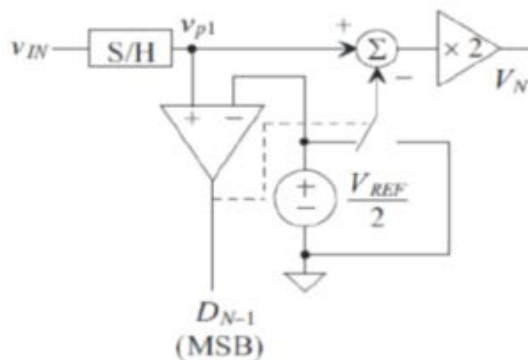 v_IN
S/H
v_p1
+
Σ
−
× 2
V_N
+
−
+
−
V_REF
2
D_N−1
(MSB)